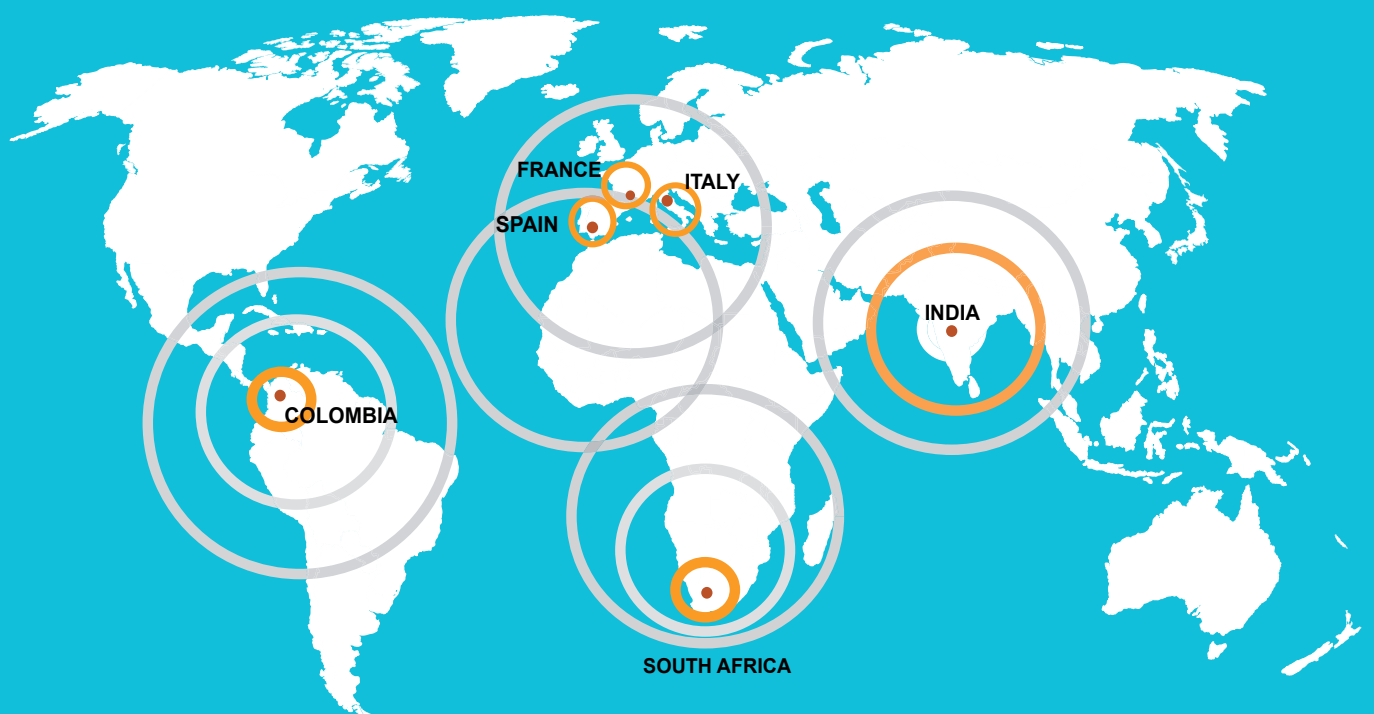 FRANCE
ITALY
SPAIN
INDIA
COLOMBIA
SOUTH AFRICA